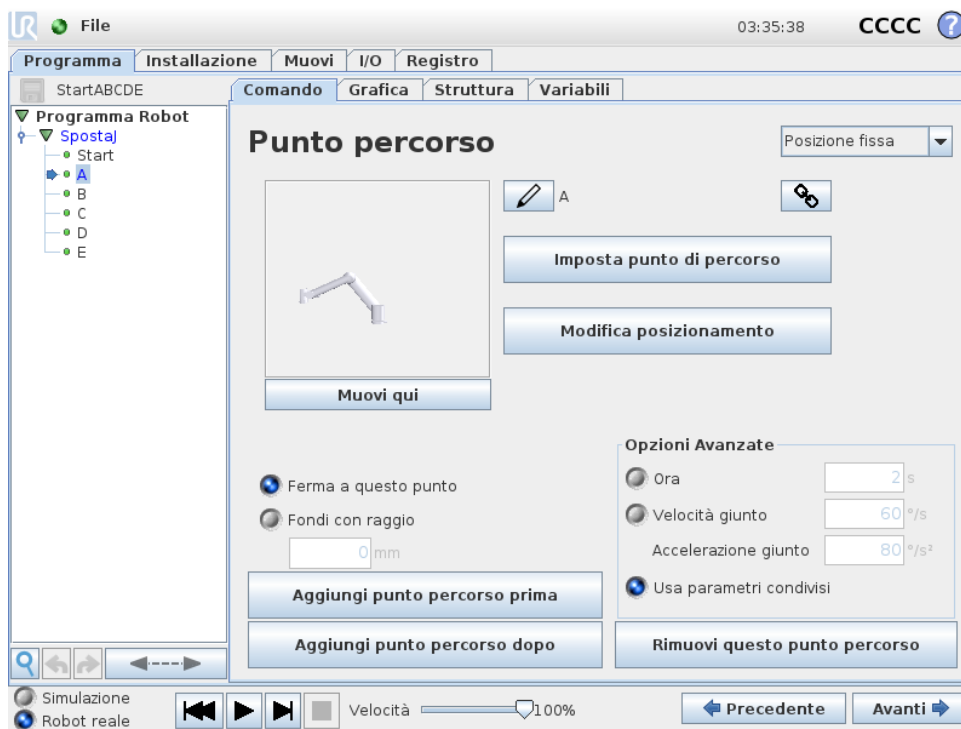 UR File 03:35:38 CCCC ?
Programma Installazione Muovi I/O Registro
StartABCDE
Comando Grafica Struttura Variabili
Programma Robot
SpostaJ
Start
A
B
C
D
E
Punto percorso
Posizione fissa
A
Imposta punto di percorso
Modifica posizionamento
Muovi qui
Ferma a questo punto
Fondi con raggio
0 mm
Opzioni Avanzate
Ora 2 s
Velocità giunto 60 °/s
Accelerazione giunto 80 °/s²
Usa parametri condivisi
Aggiungi punto percorso prima
Aggiungi punto percorso dopo
Rimuovi questo punto percorso
Simulazione
Robot reale
Velocità 100%
Precedente Avanti